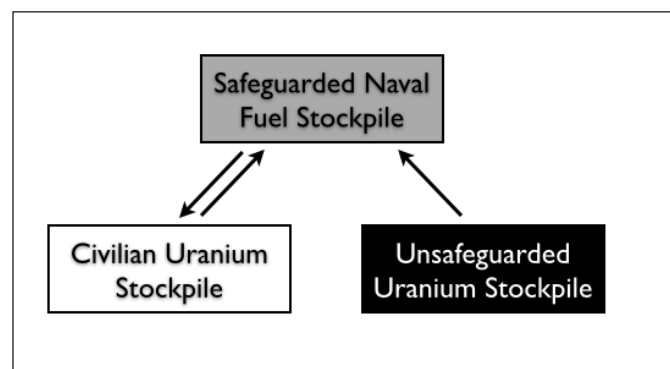 Safeguarded Naval
Fuel Stockpile
Civilian Uranium
Stockpile
Unsafeguarded
Uranium Stockpile